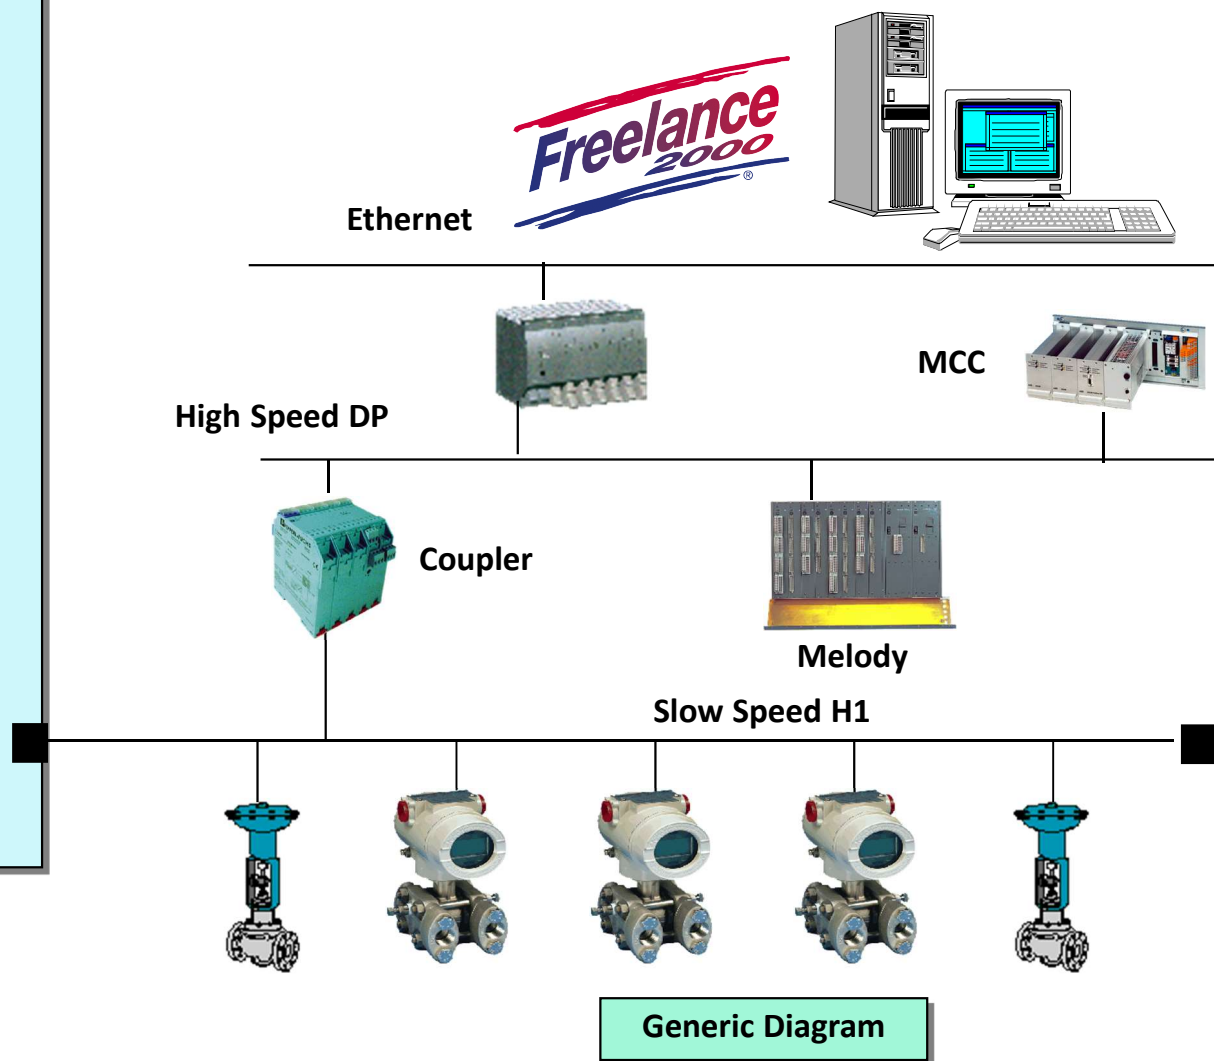 Freelance
2000
®
Ethernet
MCC
High Speed DP
Coupler
Melody
Slow Speed H1
Generic Diagram